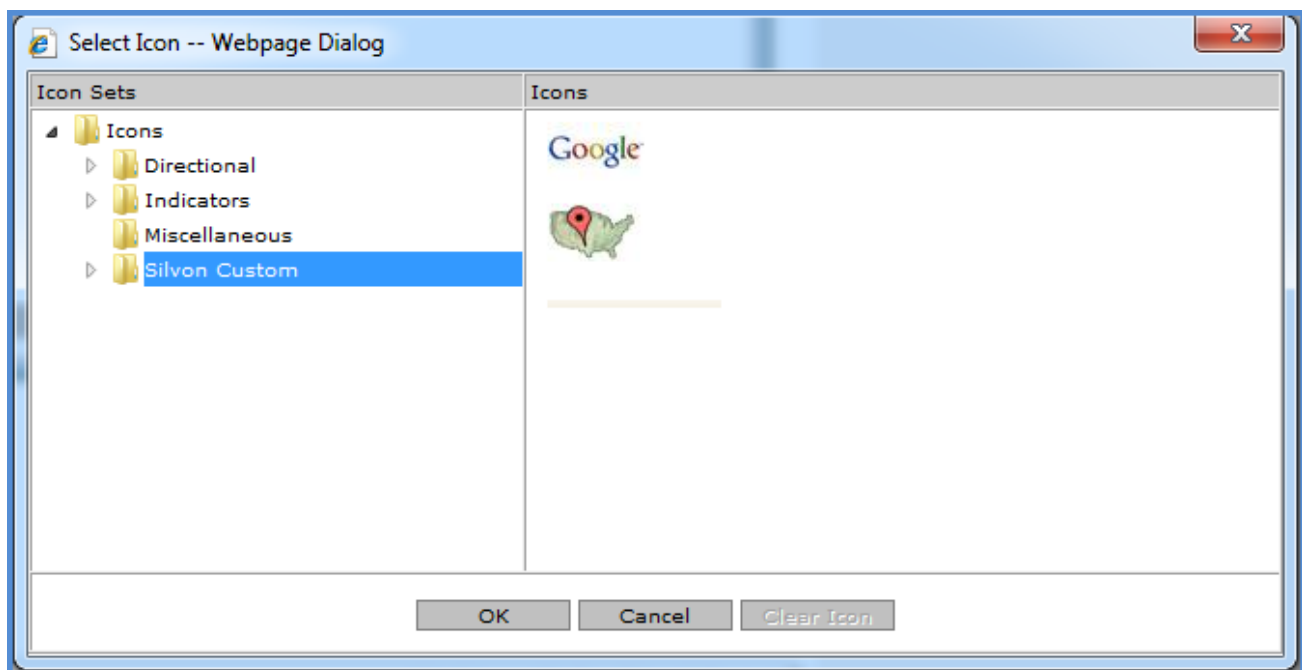 Select Icon -- Webpage Dialog
X
Icon Sets
Icons
Icons
Directional
Indicators
Miscellaneous
Silvon Custom
Google
OK
Cancel
Clear Icon